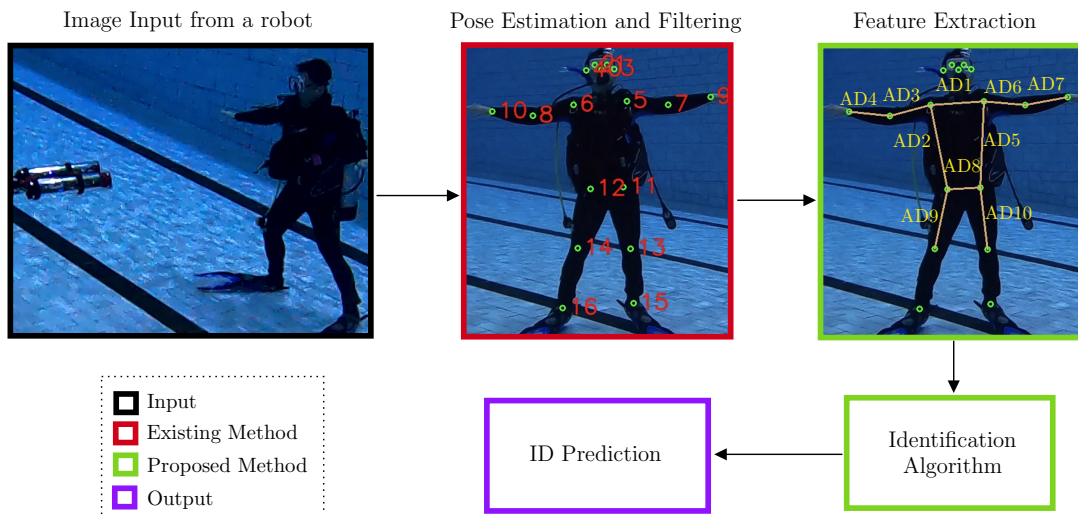 Image Input from a robot
Pose Estimation and Filtering
Feature Extraction
3
10
8
6
5
7
9
12
11
14
13
16
15
AD4
AD3
AD1
AD6
AD7
AD2
AD5
AD8
AD9
AD10
Input
Existing Method
Proposed Method
Output
ID Prediction
Identification
Algorithm